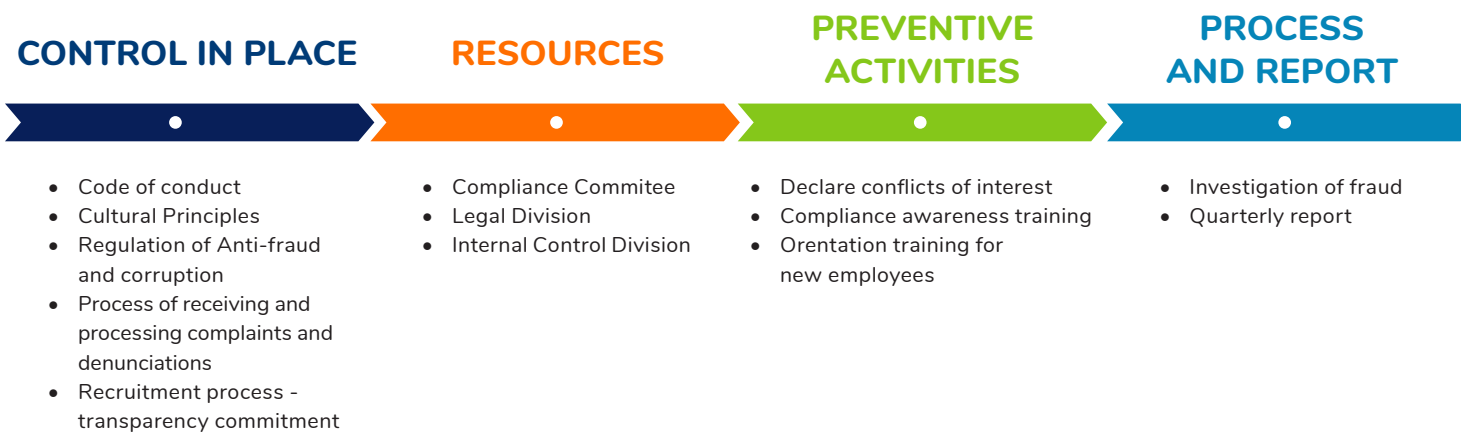 CONTROL IN PLACE
RESOURCES
PREVENTIVE
ACTIVITIES
PROCESS
AND REPORT
• Code of conduct
• Cultural Principles
• Regulation of Anti-fraud
and corruption
• Process of receiving and
processing complaints and
denunciations
• Recruitment process -
transparency commitment
• Compliance Commitee
• Legal Division
• Internal Control Division
• Declare conflicts of interest
• Compliance awareness training
• Orentation training for
new employees
• Investigation of fraud
• Quarterly report